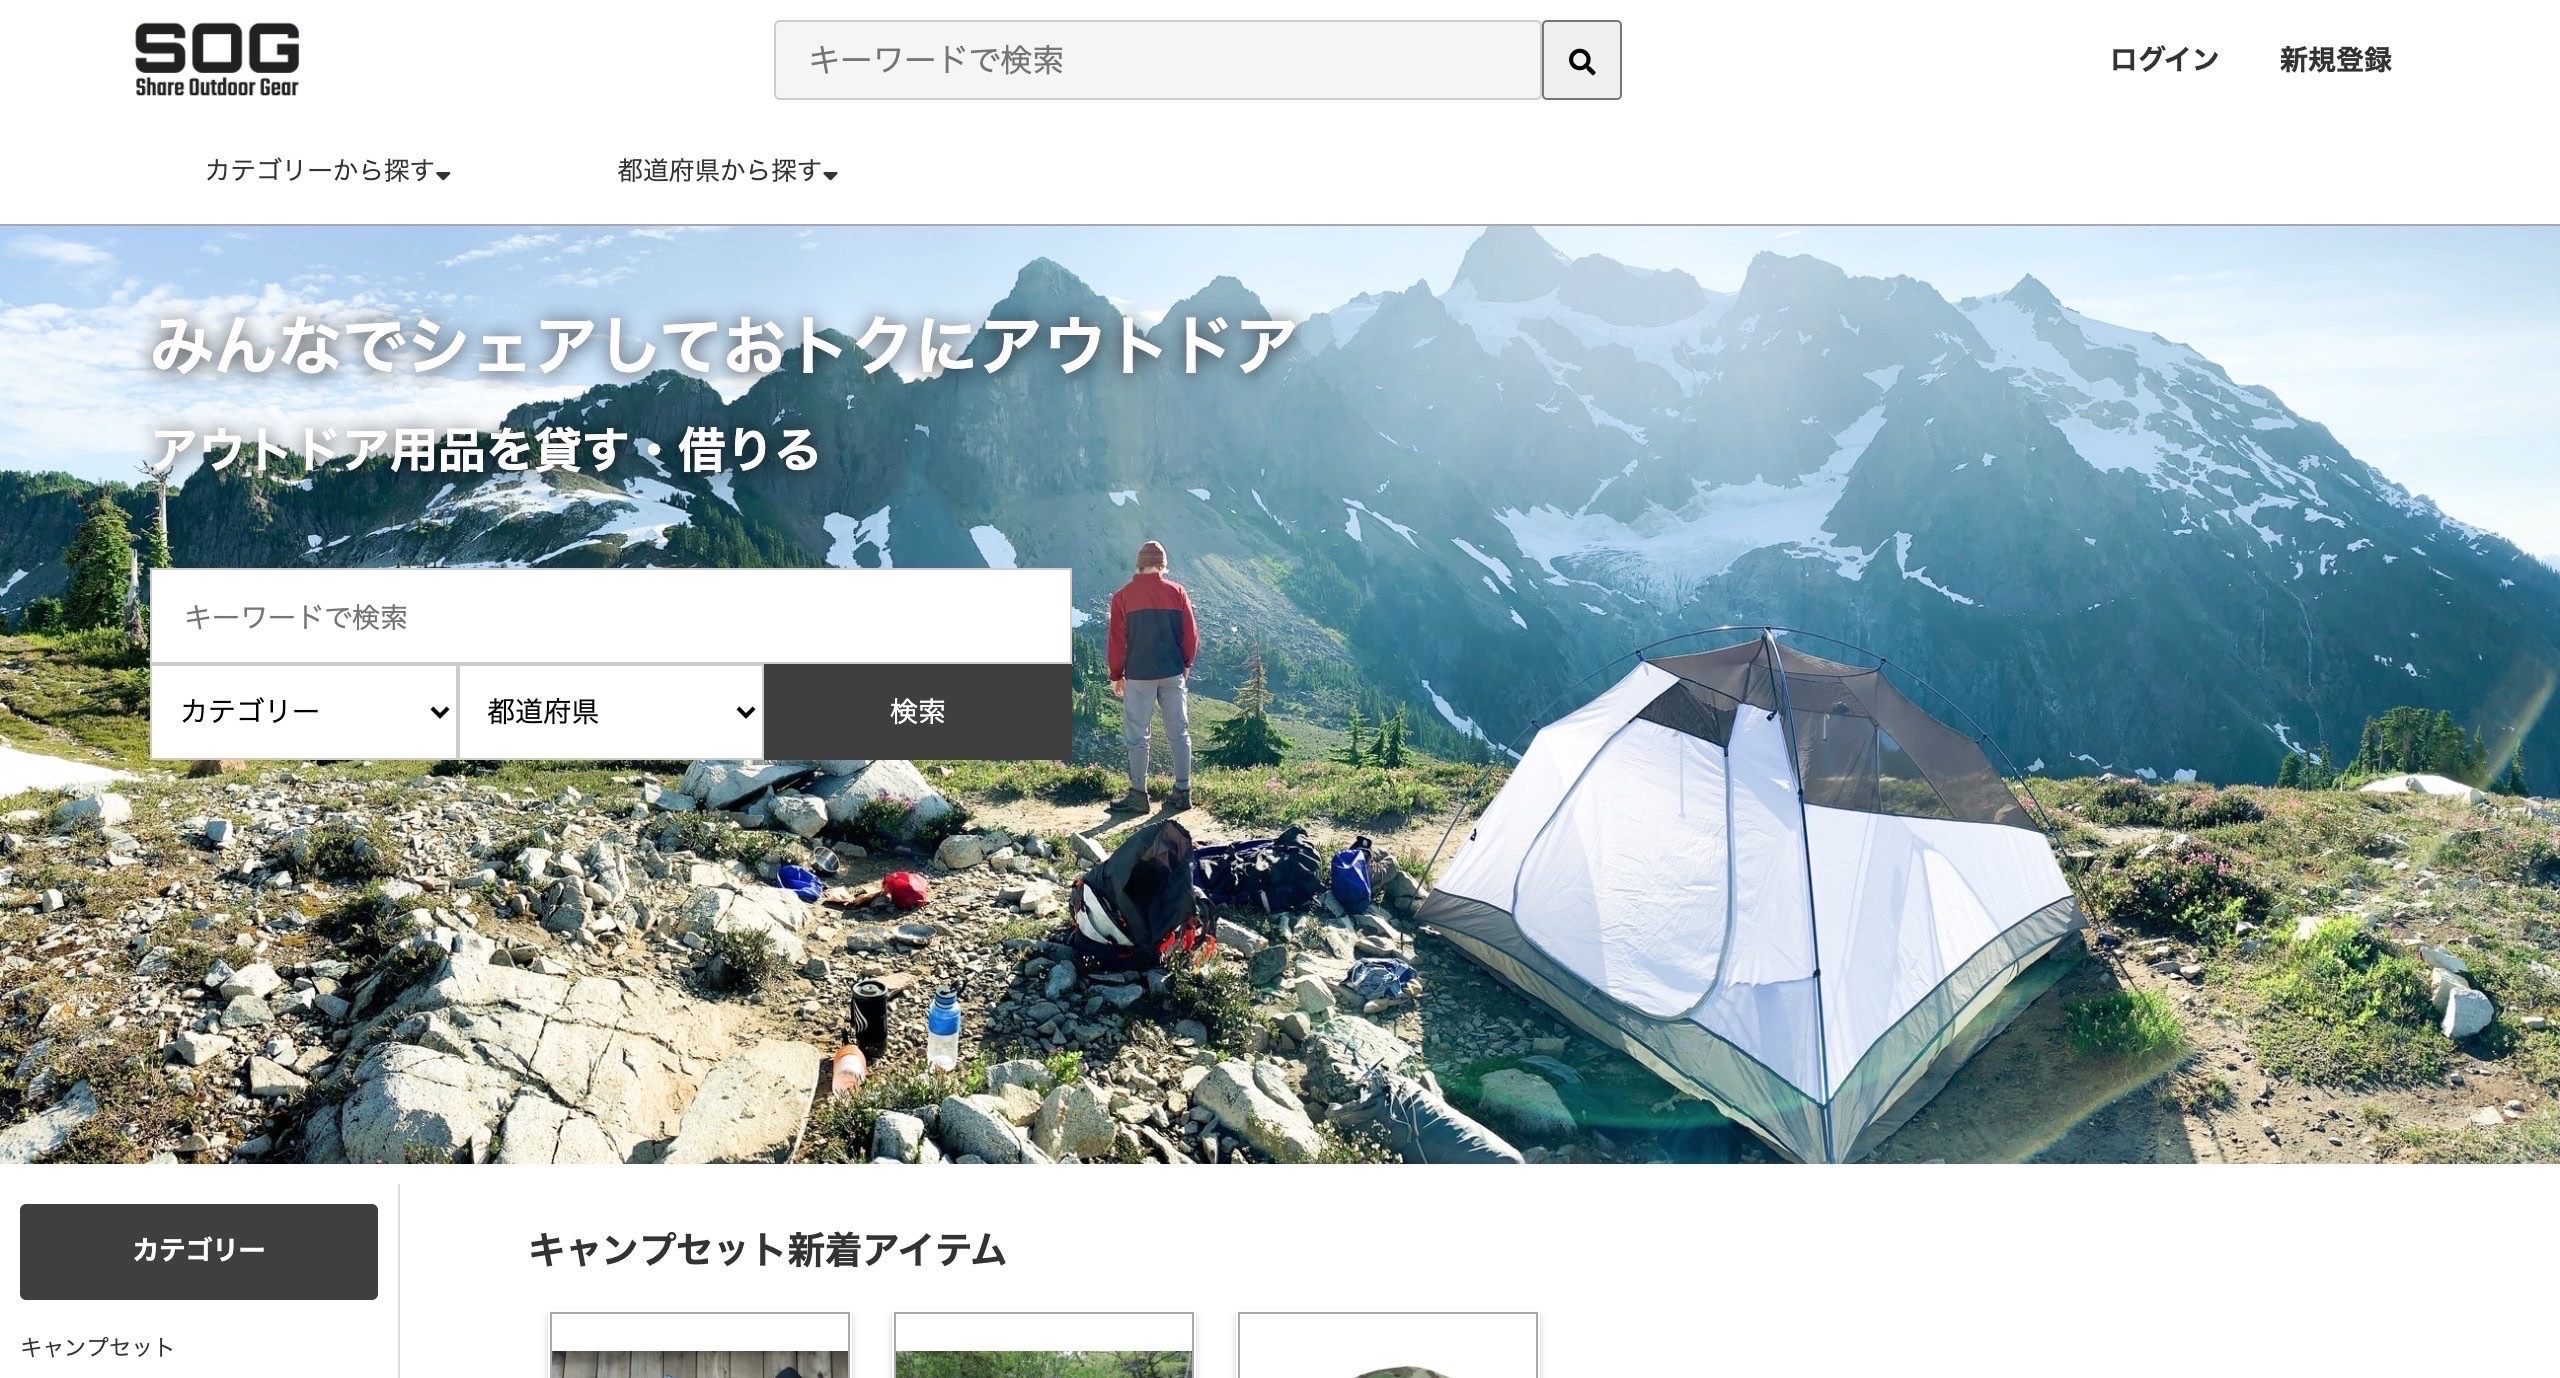 SOG
Share Outdoor Gear
キーワードで検索
ログイン
新規登録
カテゴリーから探す
都道府県から探す
みんなでシェアしておトクにアウトドア
アウトドア用品を貸す・借りる
キーワードで検索
カテゴリー
都道府県
検索
カテゴリー
キャンプセット新着アイテム
キャンプセット